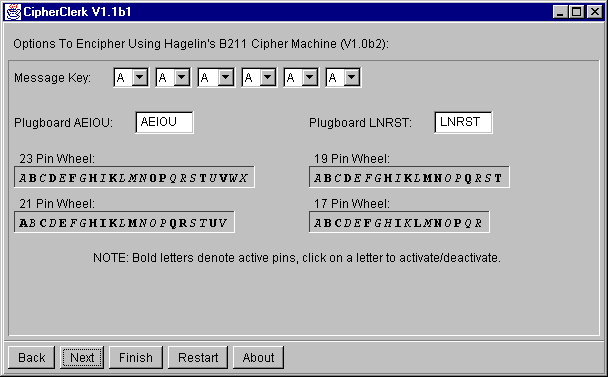 CipherClerk V1.1b1
Options To Encipher Using Hagelin's B211 Cipher Machine (V1.0b2):
Message Key: A A A A A A
Plugboard AEIOU: AEIOU Plugboard LNRST: LNRST
23 Pin Wheel: 19 Pin Wheel:
ABCDEFGHIKLMNOPQRSTUVWX ABCDEFGHIKLMNOPQRST
21 Pin Wheel: 17 Pin Wheel:
ABCDEFGHIKLMNOPQRSTUV ABCDEFGHIKLMNOPQR
NOTE: Bold letters denote active pins, click on a letter to activate/deactivate.
Back Next Finish Restart About